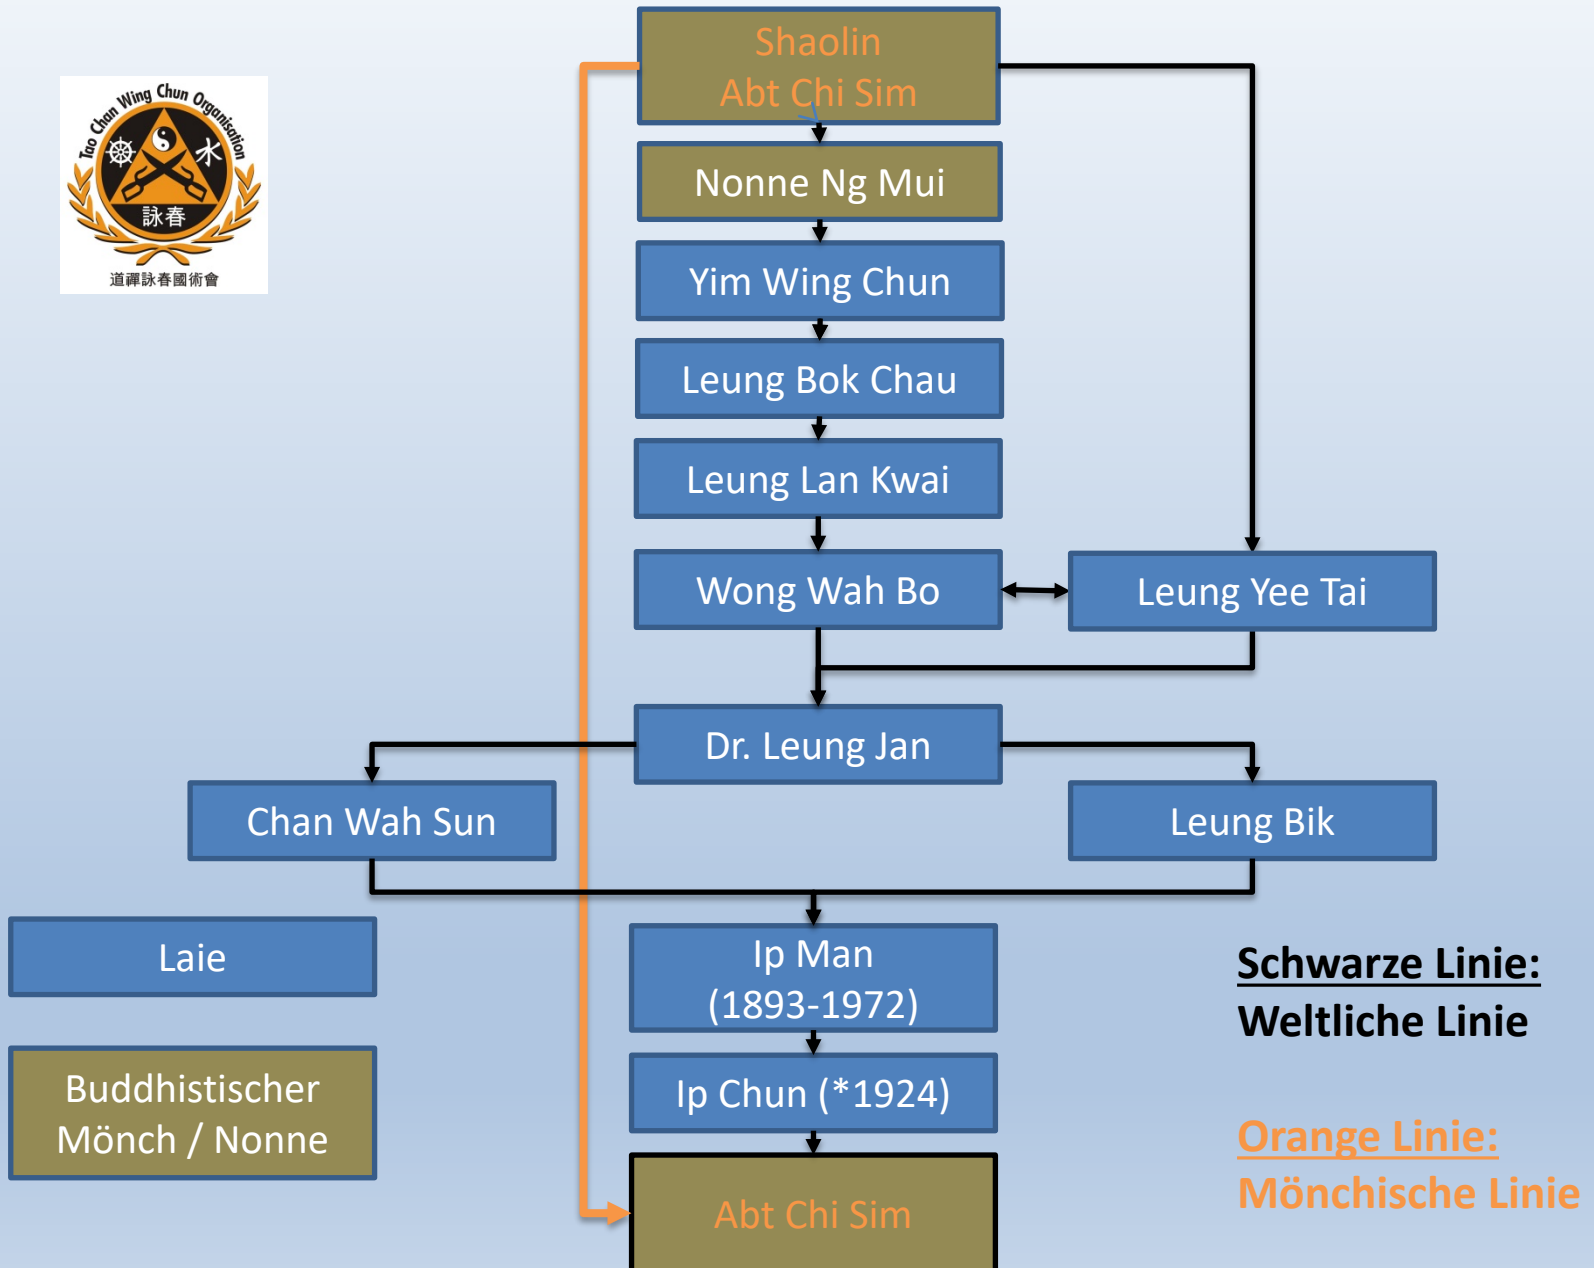 Shaolin
Abt Chi Sim
Tao Chan Wing Chun Organisation
水
詠春
道禪詠春國術會
Nonne Ng Mui
Yim Wing Chun
Leung Bok Chau
Leung Lan Kwai
Wong Wah Bo
Leung Yee Tai
Dr. Leung Jan
Chan Wah Sun
Leung Bik
Laie
Ip Man
(1893-1972)
Schwarze Linie:
Weltliche Linie
Buddhistischer
Mönch / Nonne
Ip Chun (*1924)
Orange Linie:
Mönchische Linie
Abt Chi Sim